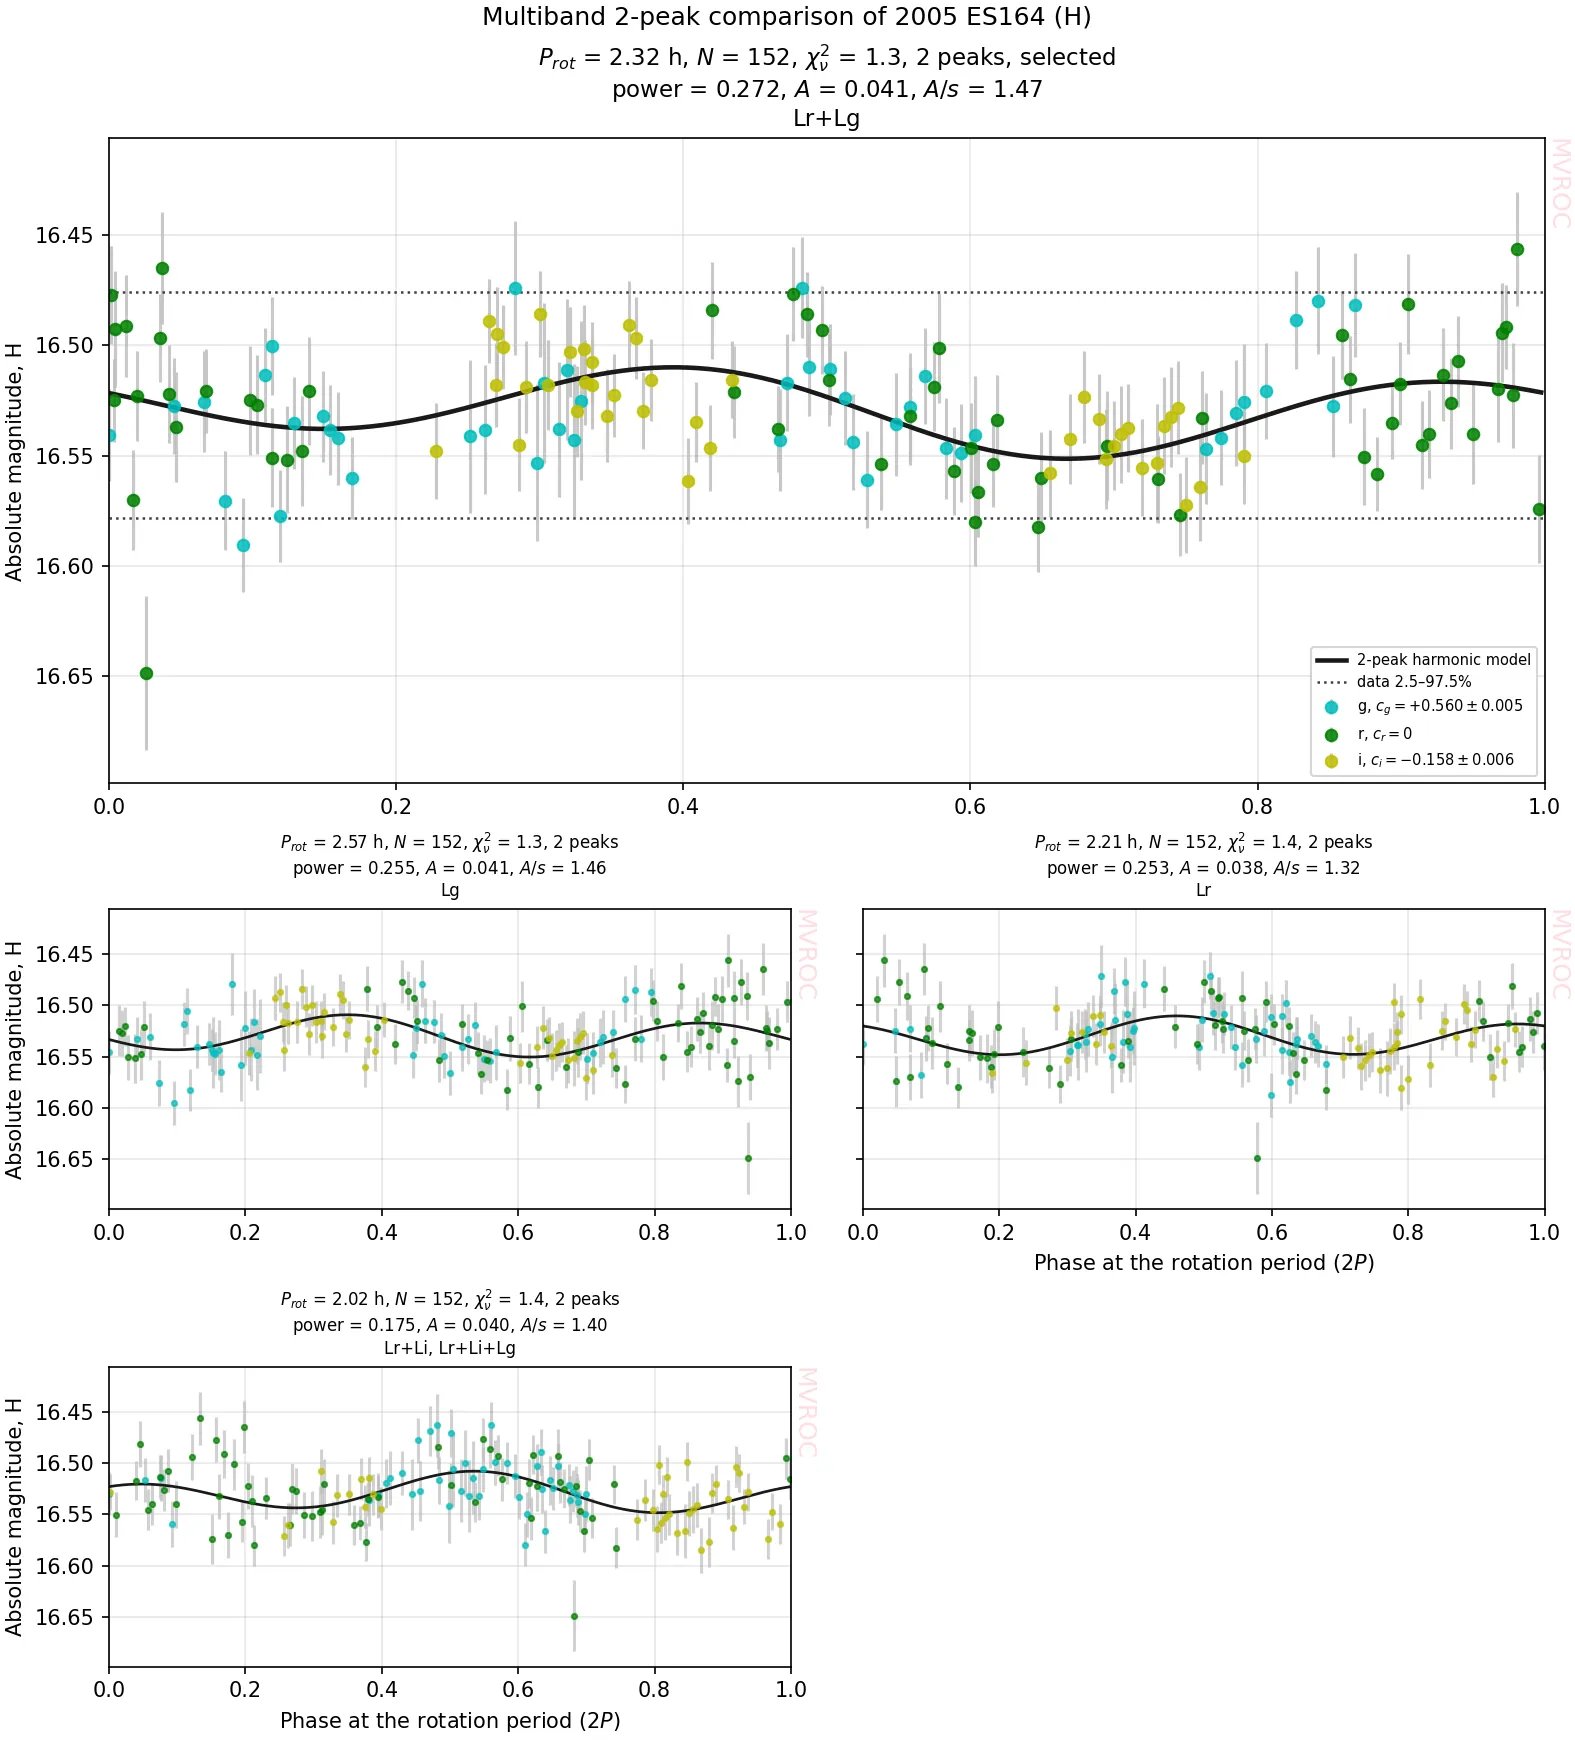 Multiband 2-peak comparison of 2005 ES164 (H)
P_rot = 2.32 h, N = 152, χ²_ν = 1.3, 2 peaks, selected
power = 0.272, A = 0.041, A/s = 1.47
Lr+Lg
MVROC
Absolute magnitude, H
16.45
16.50
16.55
16.60
16.65
2-peak harmonic model
data 2.5–97.5%
g, c_g = +0.560 ± 0.005
r, c_r = 0
i, c_i = −0.158 ± 0.006
0.0 0.2 0.4 0.6 0.8 1.0
P_rot = 2.57 h, N = 152, χ²_ν = 1.3, 2 peaks
power = 0.255, A = 0.041, A/s = 1.46
Lg
MVROC
Absolute magnitude, H
16.45
16.50
16.55
16.60
16.65
0.0 0.2 0.4 0.6 0.8 1.0
P_rot = 2.21 h, N = 152, χ²_ν = 1.4, 2 peaks
power = 0.253, A = 0.038, A/s = 1.32
Lr
MVROC
0.0 0.2 0.4 0.6 0.8 1.0
Phase at the rotation period (2P)
P_rot = 2.02 h, N = 152, χ²_ν = 1.4, 2 peaks
power = 0.175, A = 0.040, A/s = 1.40
Lr+Li, Lr+Li+Lg
MVROC
Absolute magnitude, H
16.45
16.50
16.55
16.60
16.65
0.0 0.2 0.4 0.6 0.8 1.0
Phase at the rotation period (2P)